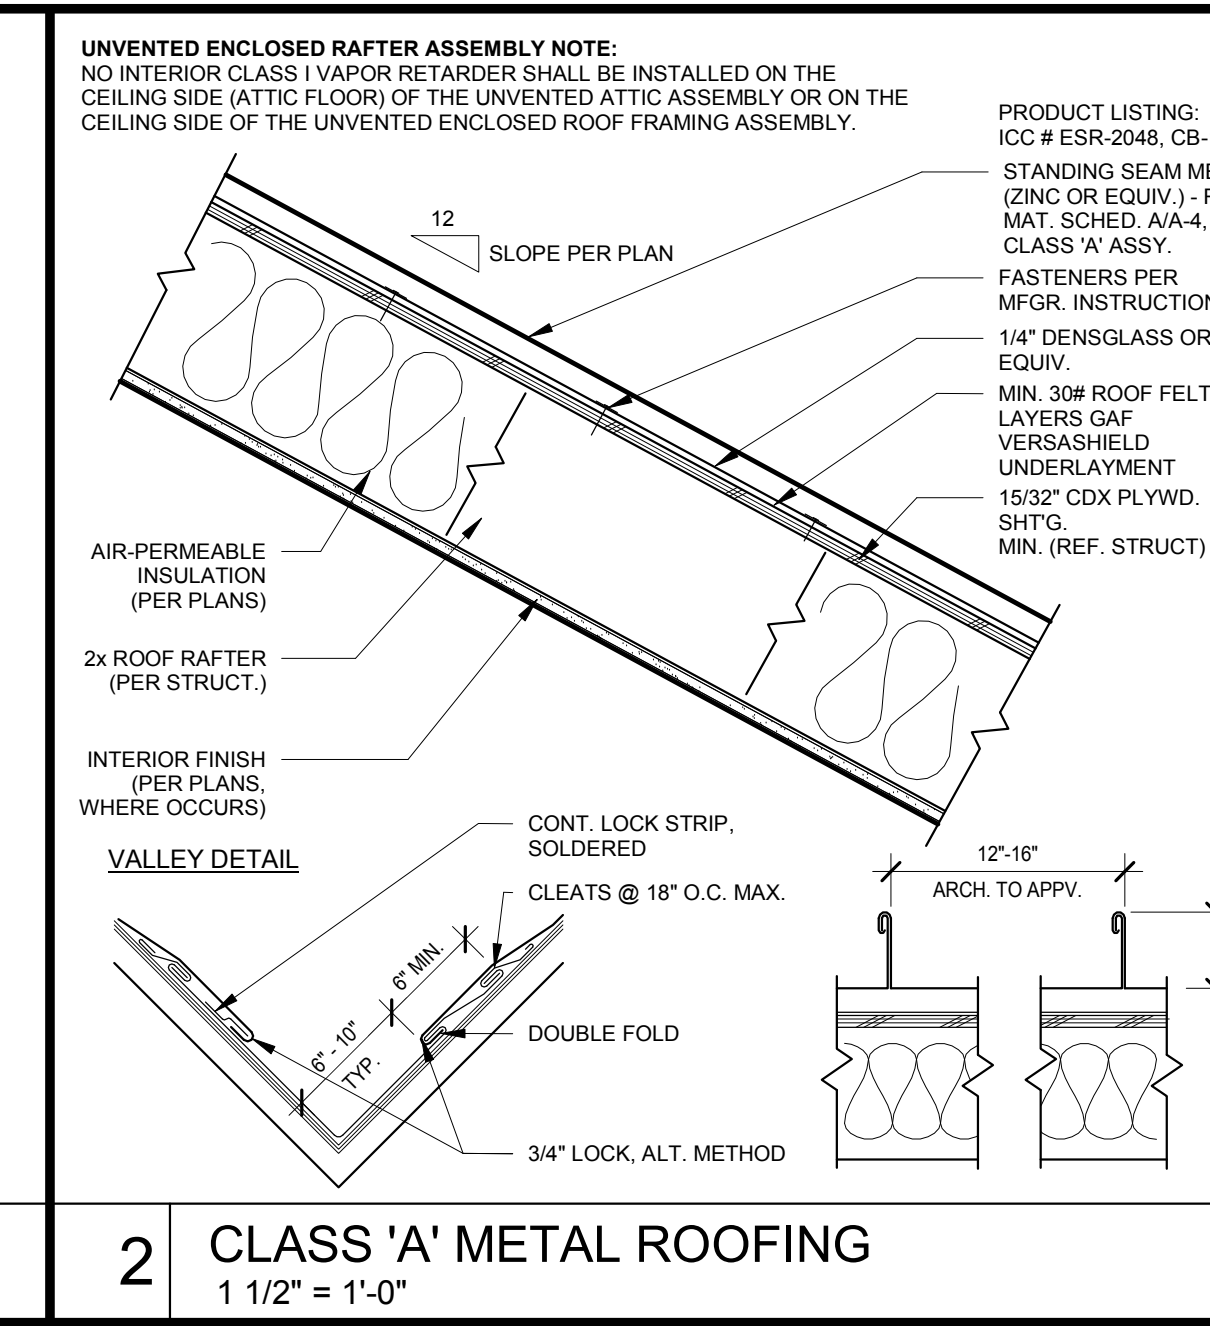 UNVENTED ENCLOSED RAFTER ASSEMBLY NOTE:
NO INTERIOR CLASS I VAPOR RETARDER SHALL BE INSTALLED ON THE
CEILING SIDE (ATTIC FLOOR) OF THE UNVENTED ATTIC ASSEMBLY OR ON THE
CEILING SIDE OF THE UNVENTED ENCLOSED ROOF FRAMING ASSEMBLY.
PRODUCT LISTING:
ICC # ESR-2048, CB-
STANDING SEAM
(ZINC OR EQUIV.) -
MAT. SCHED. A/A-4,
CLASS 'A' ASSY.
12
SLOPE PER PLAN
FASTENERS PER
MFGR.
1/4" DENSGLASS OR
EQUIV.
MIN. 30# ROOF FELT
LAYERS GAF
VERSASHIELD
UNDERLAYMENT
15/32" CDX PLYWD.
SHT'G.
MIN. (REF. STRUCT)
AIR-PERMEABLE
INSULATION
(PER PLANS)
2x ROOF RAFTER
(PER STRUCT.)
INTERIOR FINISH
(PER PLANS,
WHERE OCCURS)
VALLEY DETAIL
CONT. LOCK STRIP,
SOLDERED
CLEATS @ 18" O.C. MAX.
6" MIN.
6" - 10"
TYP.
DOUBLE FOLD
3/4" LOCK, ALT. METHOD
12"-16"
ARCH. TO APPV.
2
CLASS 'A' METAL ROOFING
1 1/2" = 1'-0"